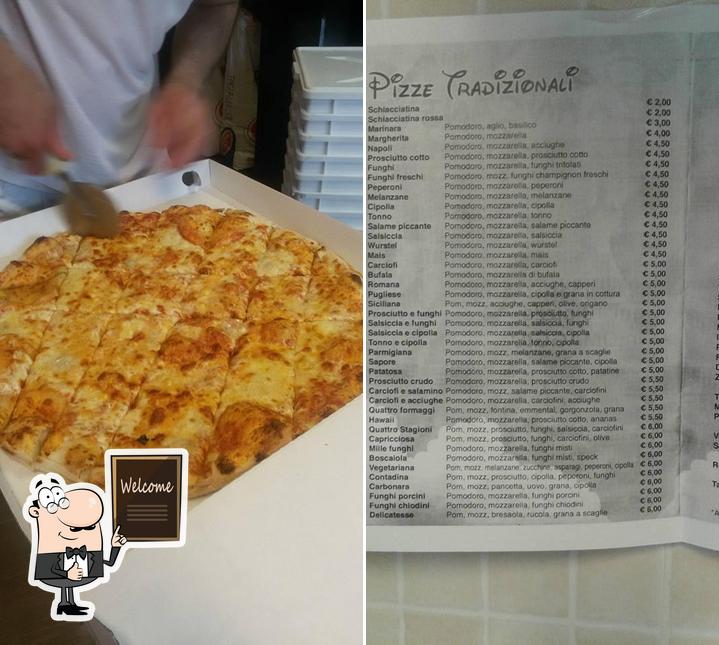 Welcome
Pizze Tradizionali
Schiacciatina € 2,00
Schiacciatina rossa € 2,00
Marinara Pomodoro, aglio, basilico € 3,00
Margherita Pomodoro, mozzarella € 4,00
Napoli Pomodoro, mozzarella, acciughe € 4,50
Prosciutto cotto Pomodoro, mozzarella, prosciutto cotto € 4,50
Funghi Pomodoro, mozzarella, funghi trifolati € 4,50
Funghi freschi Pomodoro, mozz, funghi champignon freschi € 4,50
Peperoni Pomodoro, mozzarella, peperoni € 4,50
Melanzane Pomodoro, mozzarella, melanzane € 4,50
Cipolla Pomodoro, mozzarella, cipolla € 4,50
Tonno Pomodoro, mozzarella, tonno € 4,50
Salame piccante Pomodoro, mozzarella, salame piccante € 4,50
Salsiccia Pomodoro, mozzarella, salsiccia € 4,50
Wurstel Pomodoro, mozzarella, wurstel € 4,50
Mais Pomodoro, mozzarella, mais € 4,50
Carciofi Pomodoro, mozzarella, carciofi € 5,00
Bufala Pomodoro, mozzarella di bufala € 5,00
Romana Pomodoro, mozzarella, acciughe, capperi € 5,00
Pugliese Pomodoro, mozzarella, cipolla e grana in cottura € 5,00
Siciliana Pom, mozz, acciughe, capperi, olive, origano € 5,00
Prosciutto e funghi Pomodoro, mozzarella, prosciutto, funghi € 5,00
Salsiccia e funghi Pomodoro, mozzarella, salsiccia, funghi € 5,00
Salsiccia e cipolla Pomodoro, mozzarella, salsiccia, cipolla € 5,00
Tonno e cipolla Pomodoro, mozzarella, tonno, cipolla € 5,00
Parmigiana Pomodoro, mozz, melanzane, grana a scaglie € 5,00
Sapore Pomodoro, mozzarella, salame piccante, cipolla € 5,00
Patatosa Pomodoro, mozzarella, prosciutto cotto, patatine € 5,00
Prosciutto crudo Pomodoro, mozzarella, prosciutto crudo € 5,50
Carciofi e salamino Pomodoro, mozz, salame piccante, carciofini € 5,50
Carciofi e acciughe Pomodoro, mozzarella, carciofini, acciughe € 5,50
Quattro formaggi Pom, mozz, fontina, emmental, gorgonzola, grana € 5,50
Hawaii Pomodoro, mozzarella, prosciutto cotto, ananas € 5,50
Quattro Stagioni Pom, mozz, prosciutto, funghi, salsiccia, carciofini € 6,00
Capricciosa Pom, mozz, prosciutto, funghi, carciofini, olive € 6,00
Mille funghi Pomodoro, mozzarella, funghi misti € 6,00
Boscaiola Pomodoro, mozzarella, funghi misti, speck € 6,00
Vegetariana Pom, mozz, melanzane, zucchine, asparagi, peperoni, cipolla € 6,00
Contadina Pom, mozz, prosciutto, cipolla, peperoni, funghi € 6,00
Carbonara Pom, mozz, pancetta, uovo, grana, cipolla € 6,00
Funghi porcini Pomodoro, mozzarella, funghi porcini € 6,00
Funghi chiodini Pomodoro, mozzarella, funghi chiodini € 6,00
Delicatesse Pom, mozz, bresaola, rucola, grana a scaglie € 6,00